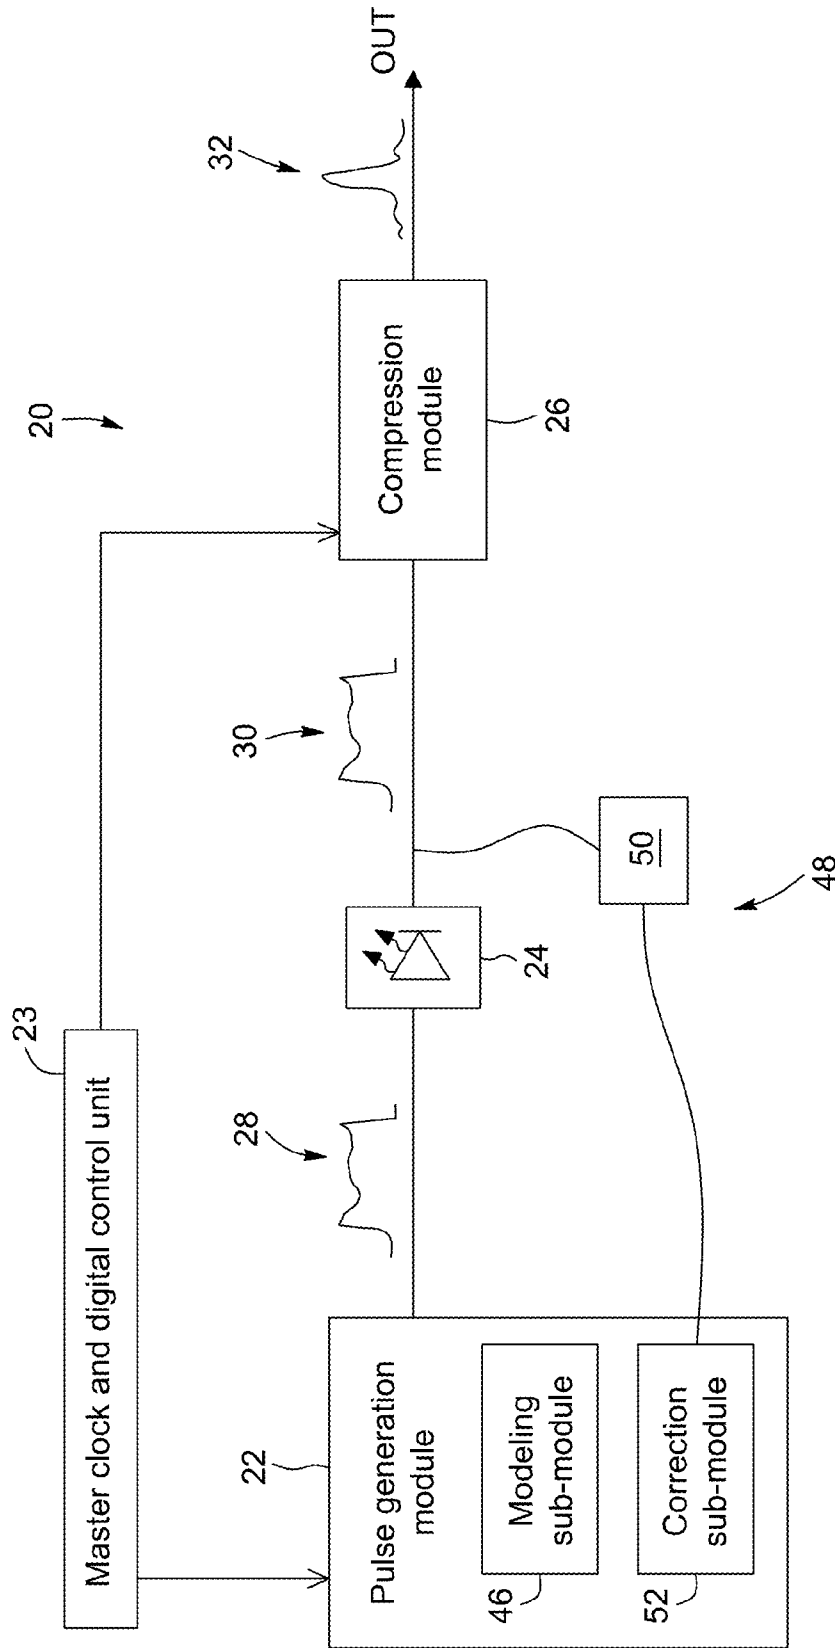 20
23
Master clock and digital control unit
22
Pulse generation
module
46
Modeling
sub-module
52
Correction
sub-module
28
24
30
50
48
Compression
module
26
32
OUT